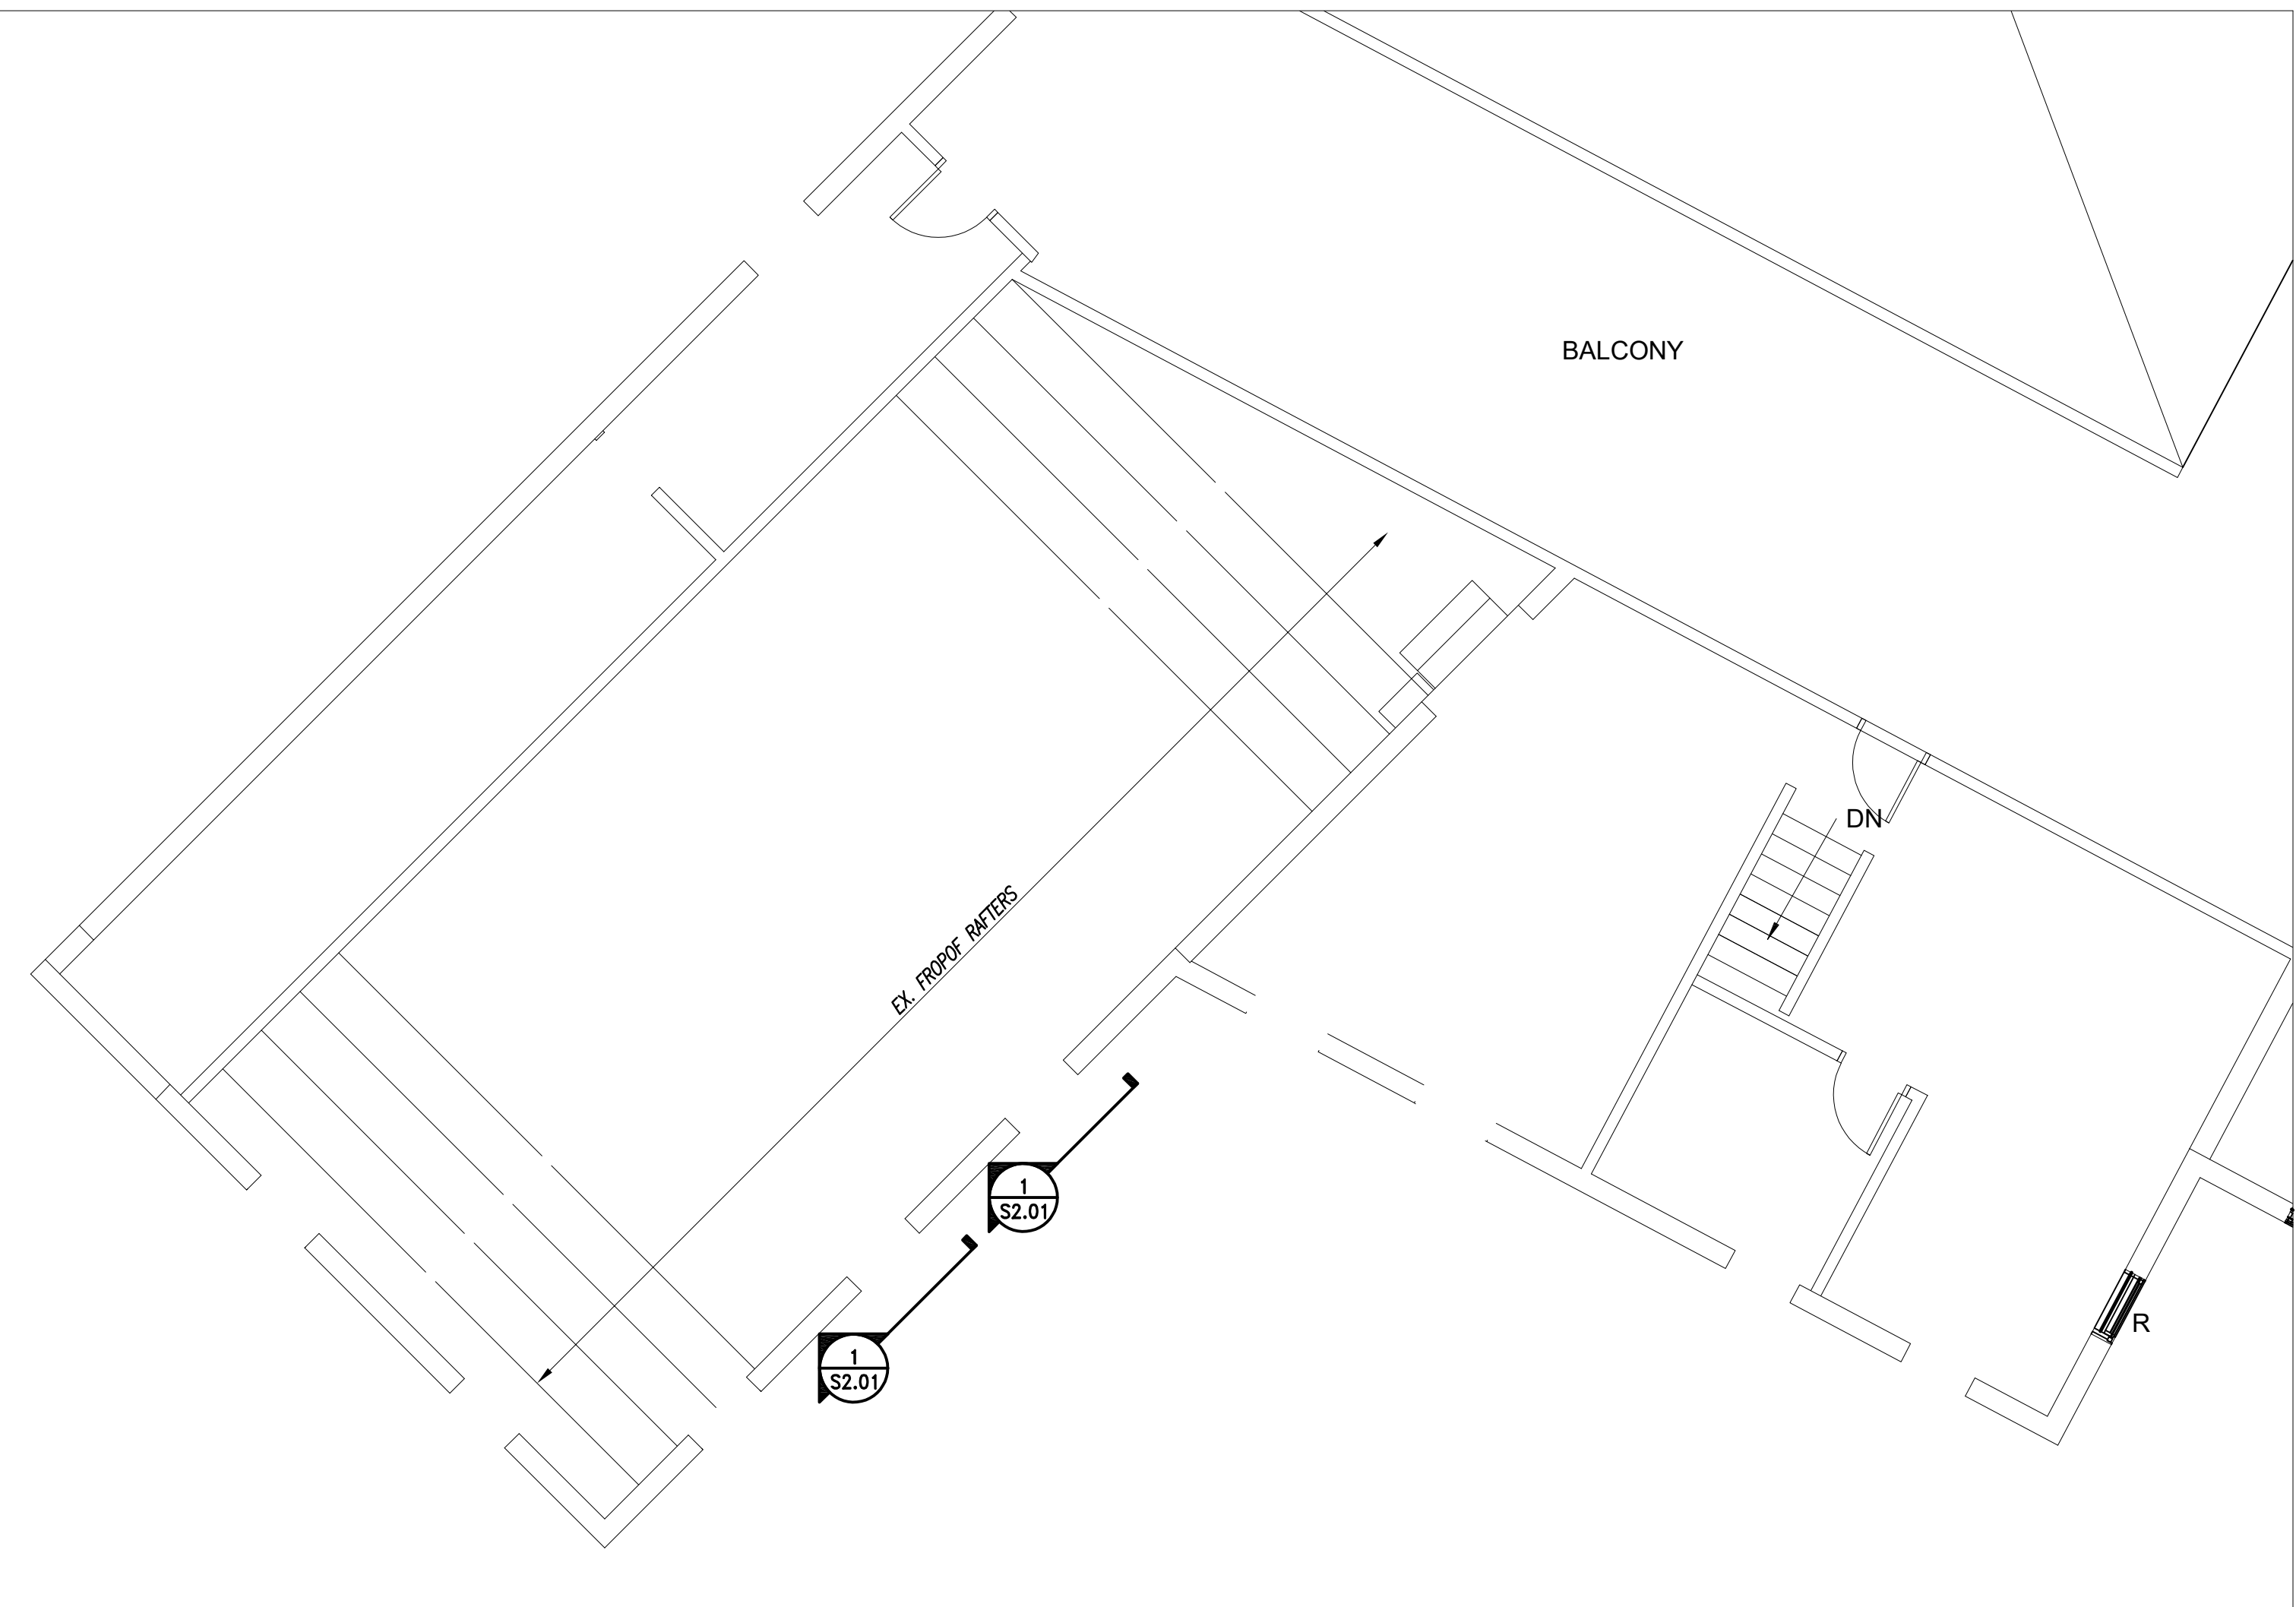 BALCONY
DN
EX. FROPOF RAFTERS
1
S2.01
1
S2.01
R